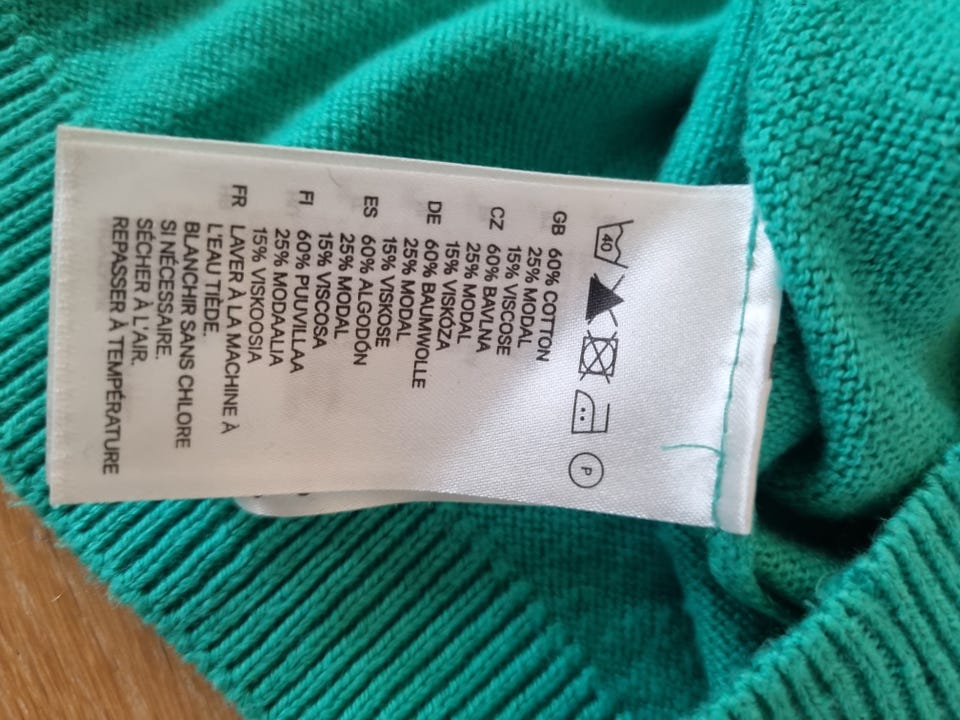 40
P
GB 60% COTTON
25% MODAL
15% VISCOSE
CZ 60% BAVLNA
25% MODAL
15% VISKÓZA
DE 60% BAUMWOLLE
25% MODAL
15% VISKOSE
ES 60% ALGODÓN
25% MODAL
15% VISCOSA
FI 60% PUUVILLAA
25% MODAALIA
15% VISKOOSIA
FR LAVER À LA MACHINE À
L'EAU TIÈDE.
BLANCHIR SANS CHLORE
SI NÉCESSAIRE.
SÉCHER À L'AIR.
REPASSER À TEMPÉRATURE